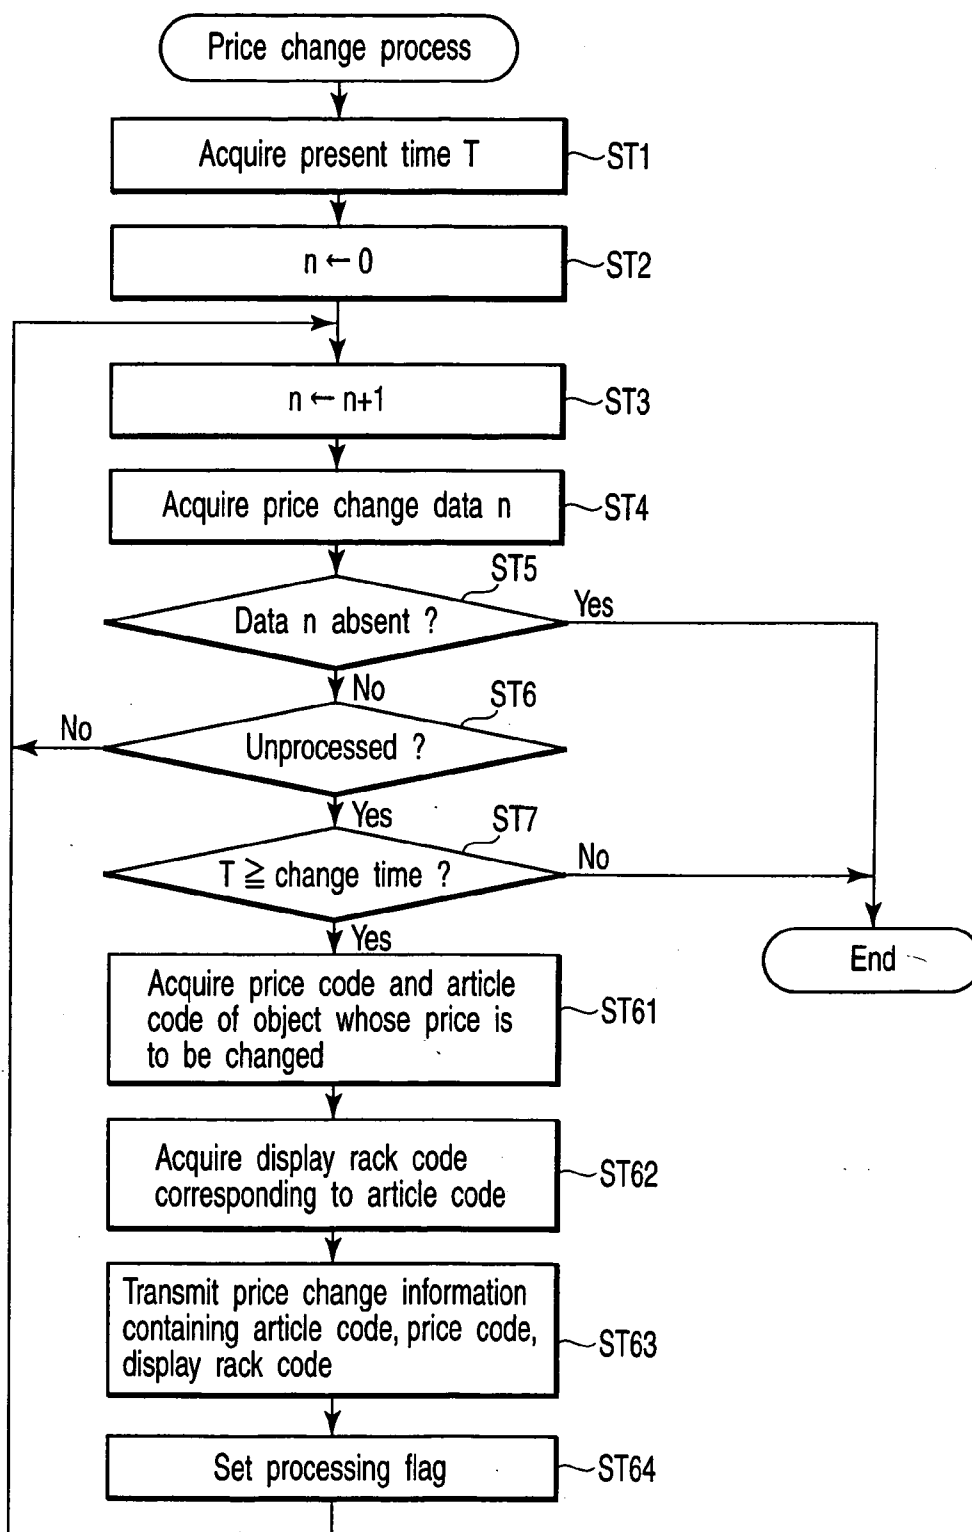 Price change process
Acquire present time T
ST1
n ← 0
ST2
n ← n+1
ST3
Acquire price change data n
ST4
ST5
Data n absent ?
Yes
No
ST6
No
Unprocessed ?
Yes
ST7
T ≧ change time ?
No
Yes
End
Acquire price code and article
code of object whose price is
to be changed
ST61
Acquire display rack code
corresponding to article code
ST62
Transmit price change information
containing article code, price code,
display rack code
ST63
Set processing flag
ST64